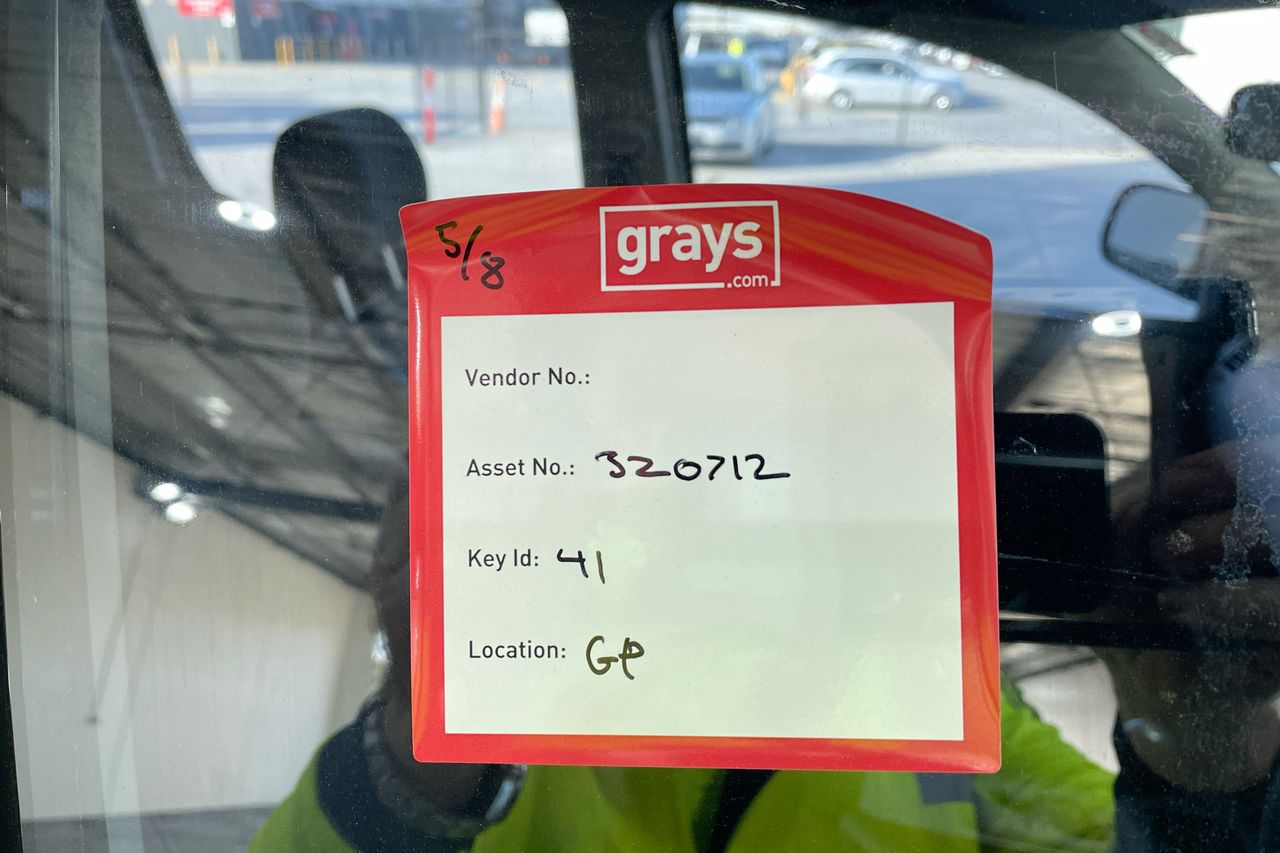 5/8
grays
.com
Vendor No.:
Asset No.: 320712
Key Id: 41
Location: GP